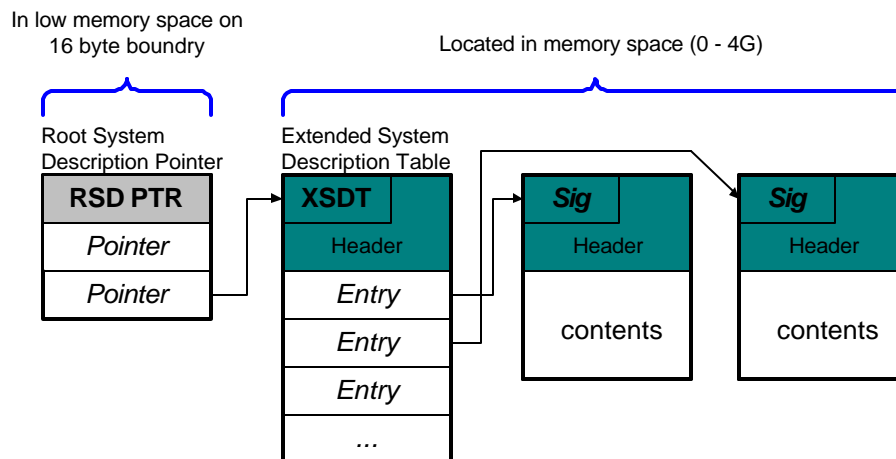 In low memory space on
16 byte boundry
Located in memory space (0 - 4G)
Root System
Description Pointer
Extended System
Description Table
RSD PTR
Pointer
Pointer
XSDT
Header
Entry
Entry
Entry
...
Sig
Header
contents
Sig
Header
contents